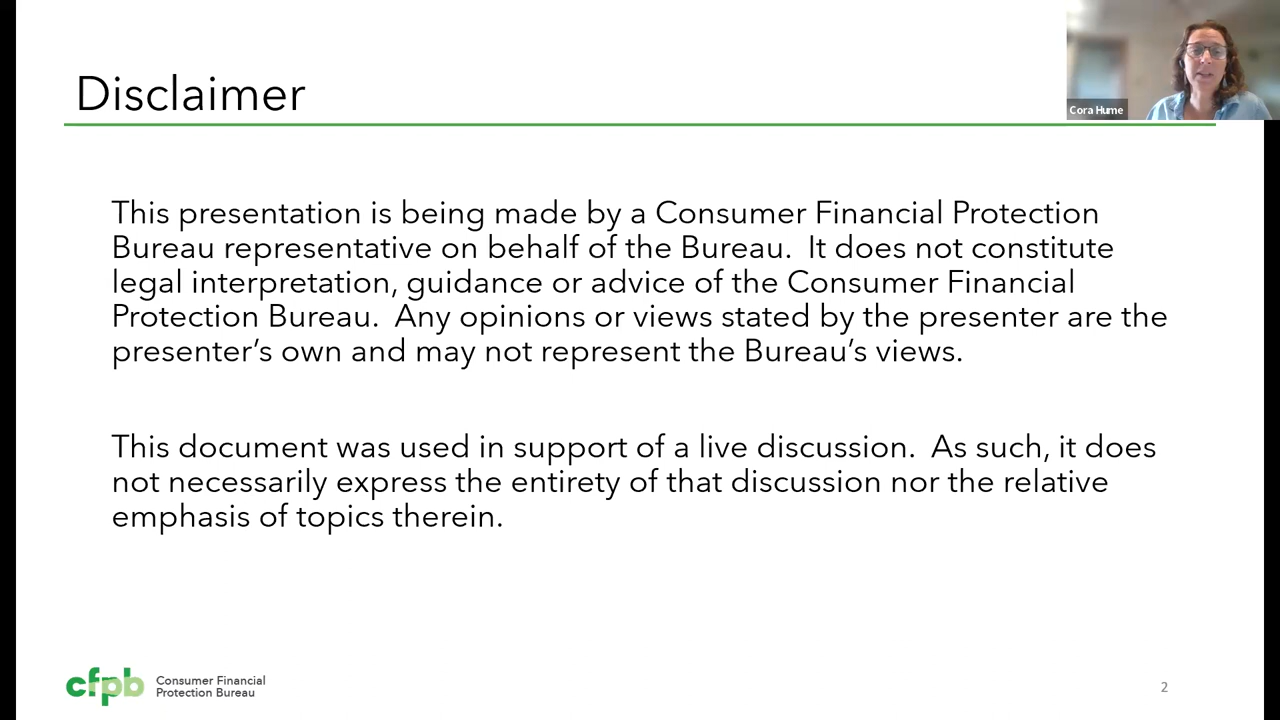 Disclaimer
Cora Hume
This presentation is being made by a Consumer Financial Protection
Bureau representative on behalf of the Bureau.  It does not constitute
legal interpretation, guidance or advice of the Consumer Financial
Protection Bureau.  Any opinions or views stated by the presenter are the
presenter’s own and may not represent the Bureau’s views.
This document was used in support of a live discussion.  As such, it does
not necessarily express the entirety of that discussion nor the relative
emphasis of topics therein.
cfpb
Consumer Financial
Protection Bureau
2